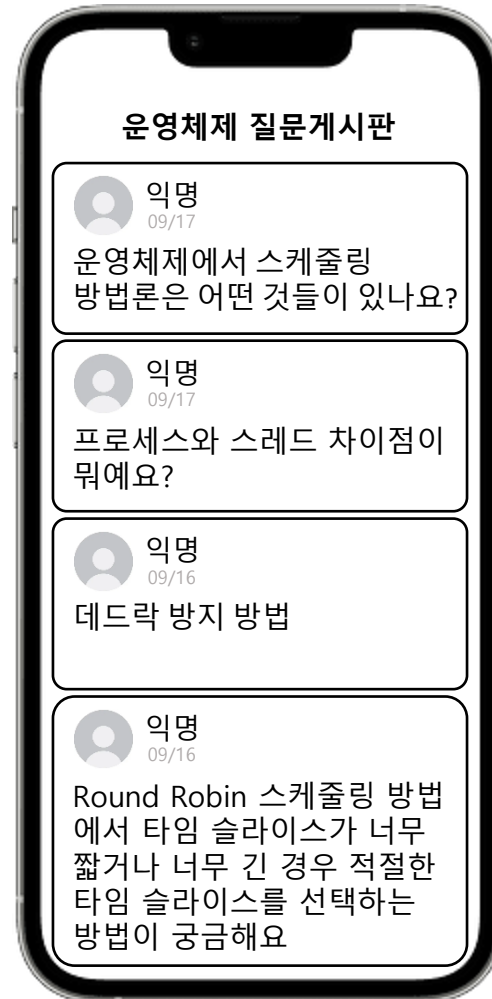 운영체제 질문게시판
익명
09/17
운영체제에서 스케줄링
방법론은 어떤 것들이 있나요?
익명
09/17
프로세스와 스레드 차이점이
뭐예요?
익명
09/16
데드락 방지 방법
익명
09/16
Round Robin 스케줄링 방법
에서 타임 슬라이스가 너무
짧거나 너무 긴 경우 적절한
타임 슬라이스를 선택하는
방법이 궁금해요